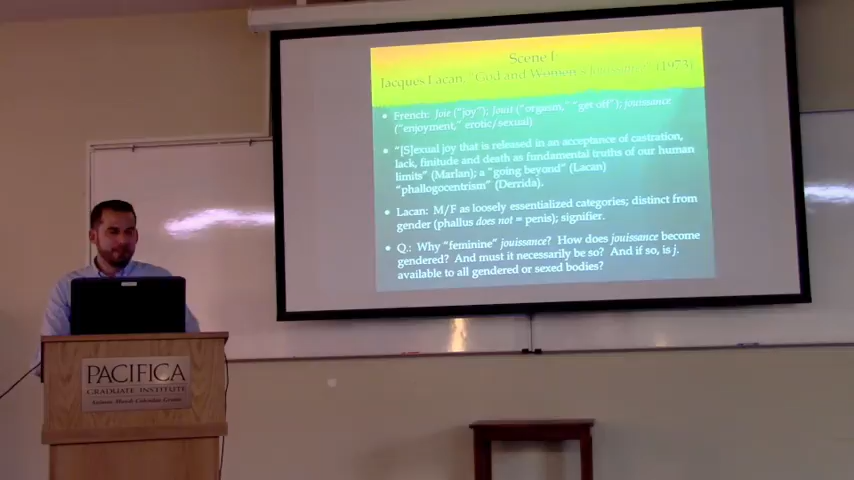 Scene I
Jacques Lacan, "God and Women's Jouissance" (1973)
• French: Joie ("joy"); Jouit ("orgasm," "get off"); jouissance
("enjoyment," erotic/sexual)
• "[S]exual joy that is released in an acceptance of castration,
lack, finitude and death as fundamental truths of our human
limits" (Marlan); a "going beyond" (Lacan)
"phallogocentrism" (Derrida).
• Lacan: M/F as loosely essentialized categories; distinct from
gender (phallus does not = penis); signifier.
• Q.: Why "feminine" jouissance? How does jouissance become
gendered? And must it necessarily be so? And if so, is j.
available to all gendered or sexed bodies?
PACIFICA
GRADUATE INSTITUTE